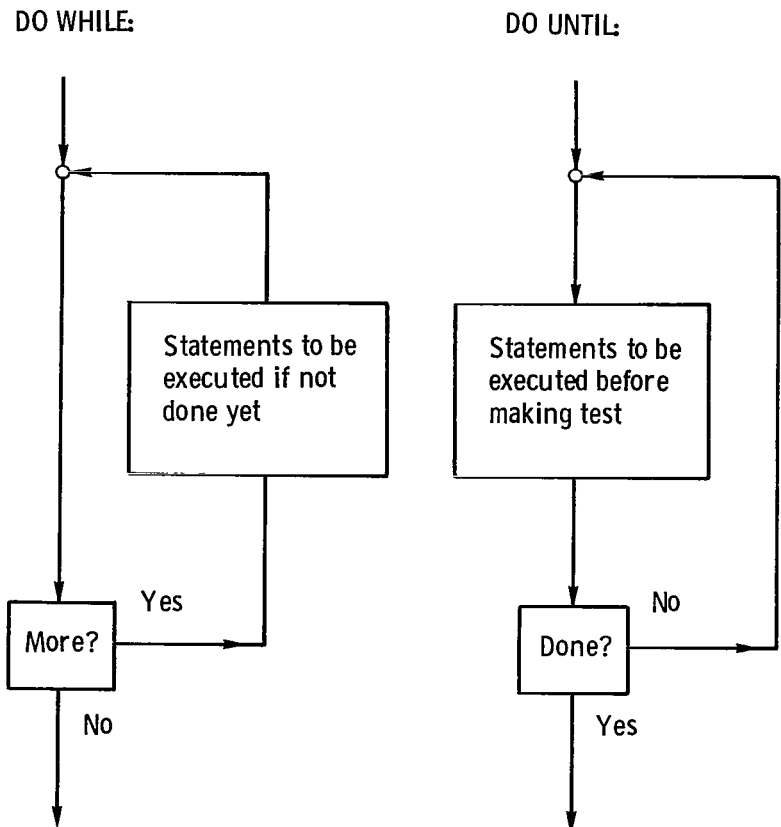 DO WHILE:
Statements to be
executed if not
done yet
Yes
More?
No
DO UNTIL:
Statements to be
executed before
making test
No
Done?
Yes